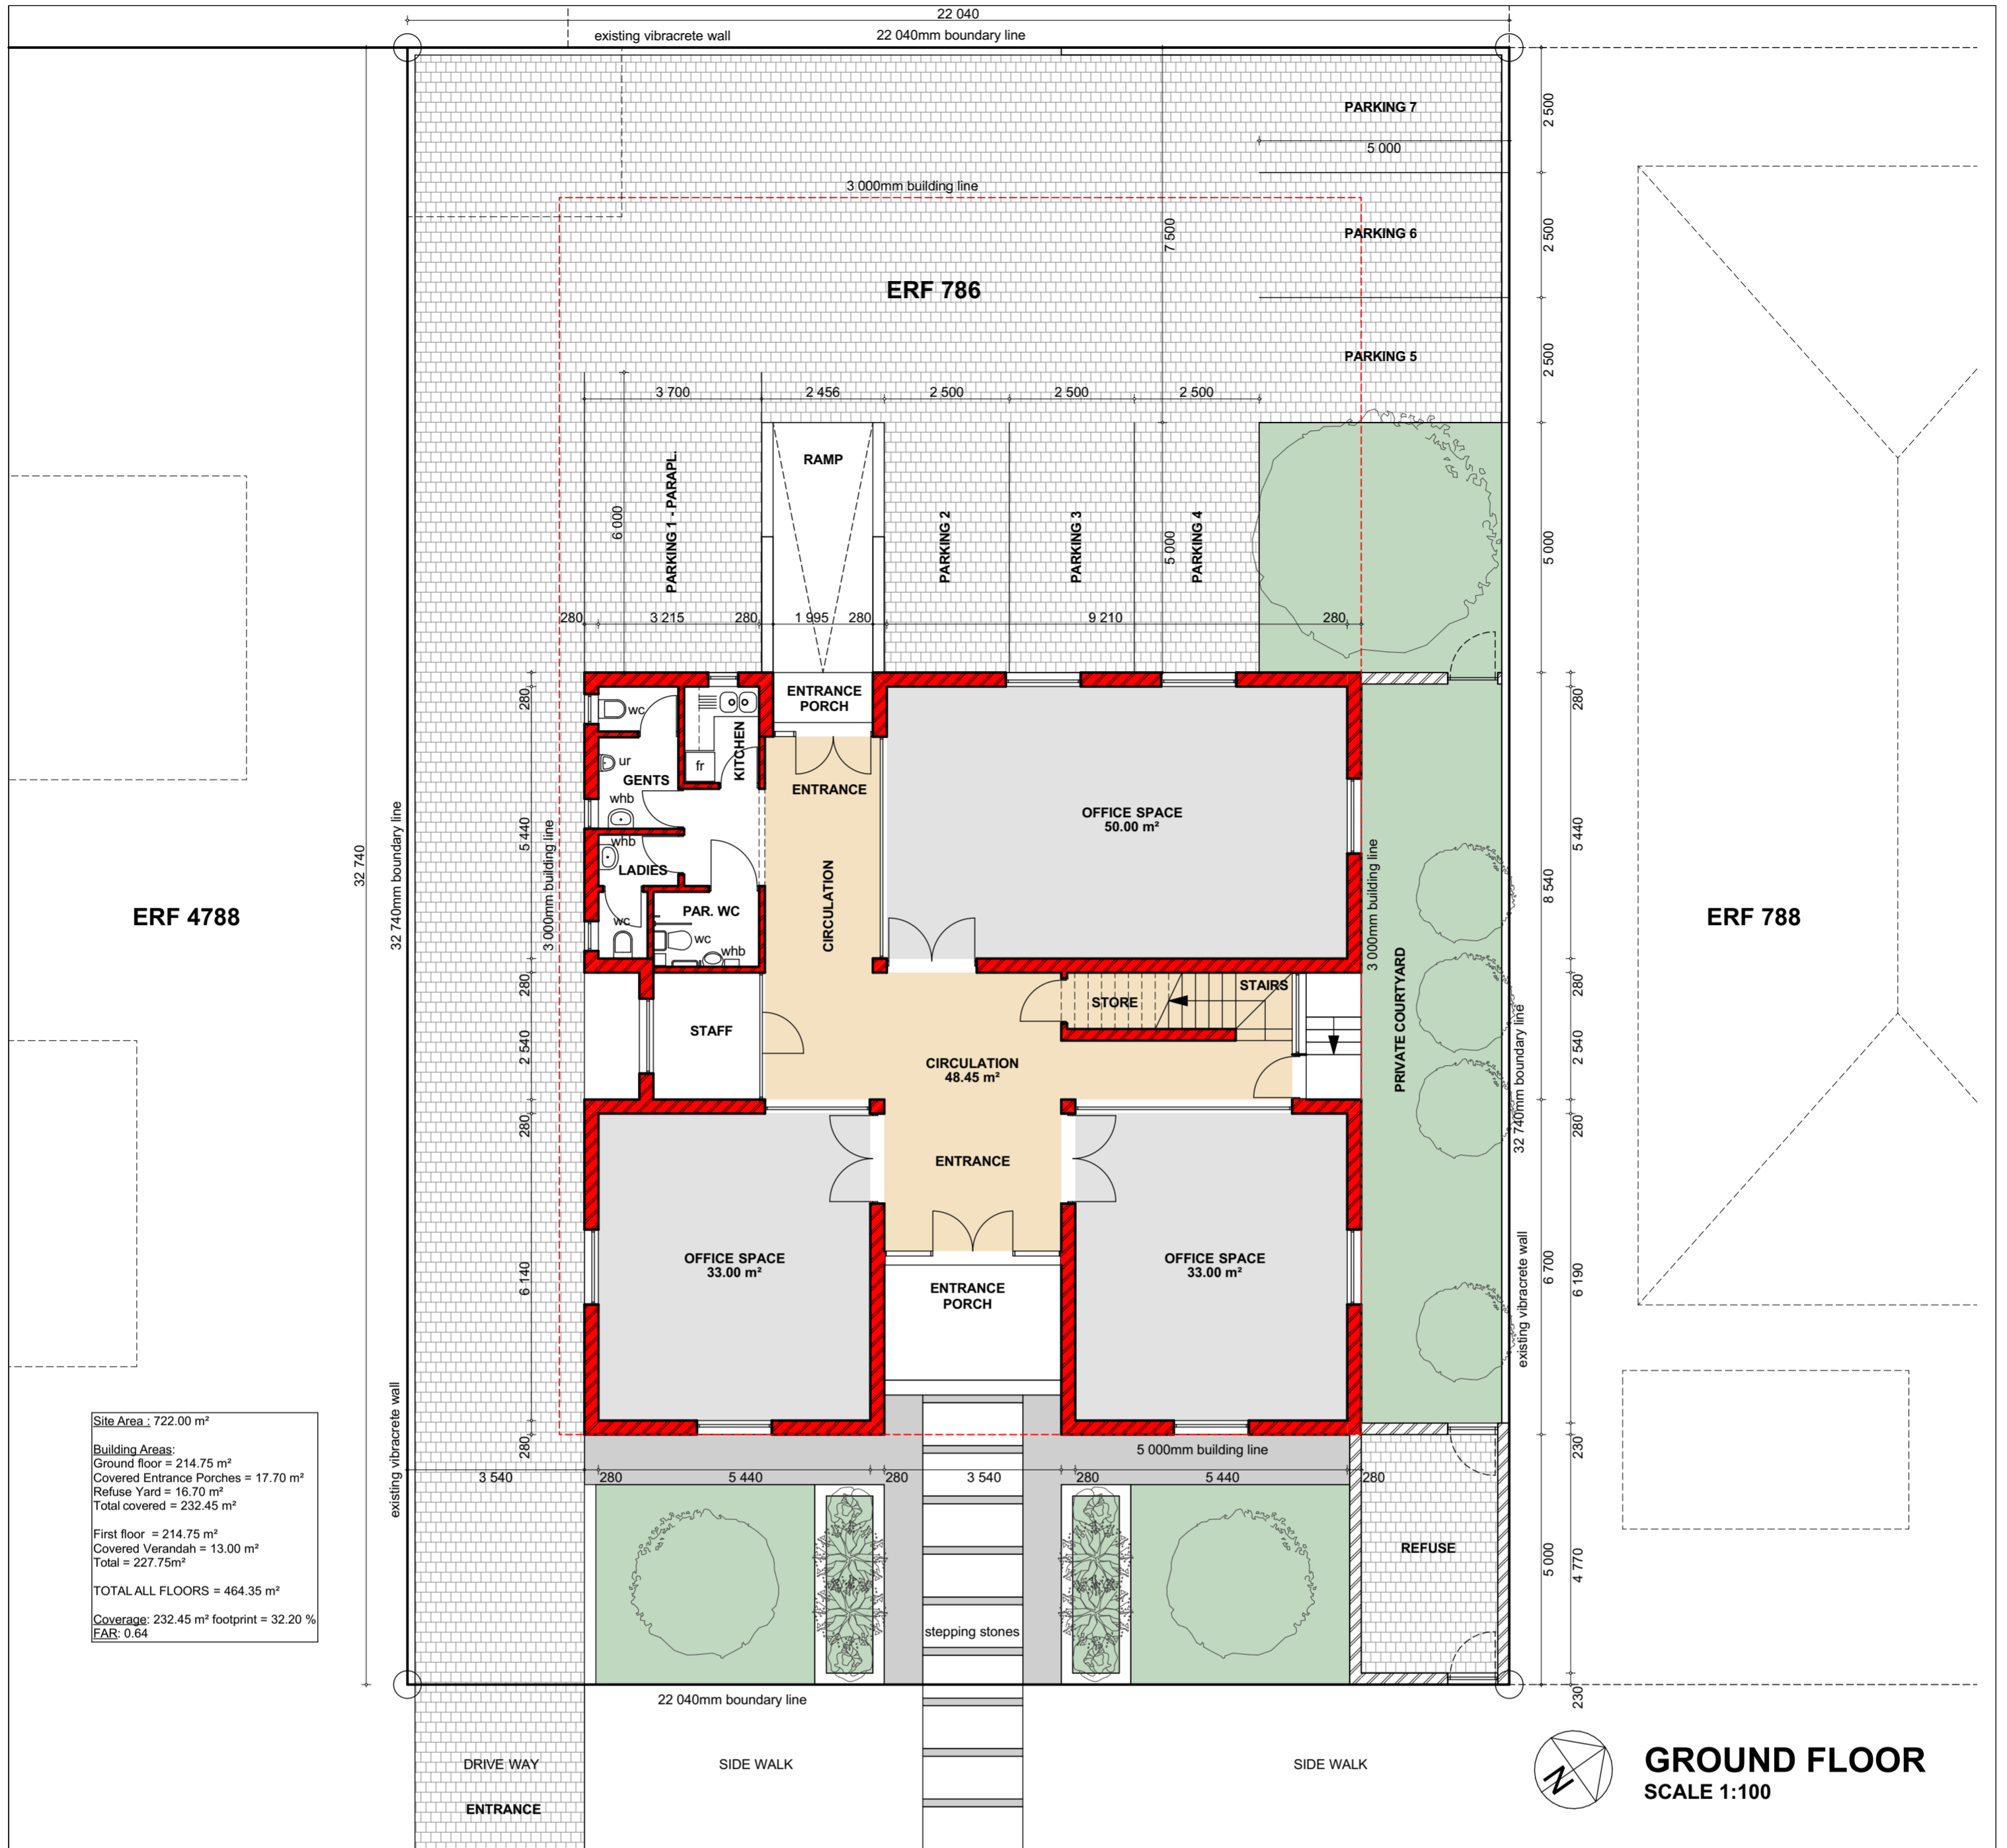 22 040
existing vibracrete wall
22 040mm boundary line
PARKING 7
5 000
2 500
3 000mm building line
7 500
PARKING 6
2 500
ERF 786
PARKING 5
2 500
3 700
2 456
2 500
2 500
2 500
RAMP
6 000
PARKING 1 - PARAPL.
PARKING 2
PARKING 3
5 000
PARKING 4
5 000
280
3 215
280
1 995
280
9 210
280
280
wc
ur
GENTS
whb
whb
LADIES
wc
KITCHEN
fr
ENTRANCE
PORCH
ENTRANCE
CIRCULATION
OFFICE SPACE
50.00 m²
280
5 440
8 540
3 000mm building line
5 440
32 740
32 740mm boundary line
3 000mm building line
ERF 4788
ERF 788
PAR. WC
wc
whb
280
2 540
STAFF
STORE
STAIRS
CIRCULATION
48.45 m²
PRIVATE COURTYARD
280
2 540
32 740mm boundary line
280
280
ENTRANCE
OFFICE SPACE
33.00 m²
OFFICE SPACE
33.00 m²
ENTRANCE
PORCH
6 140
6 700
6 190
existing vibracrete wall
existing vibracrete wall
280
230
5 000mm building line
3 540
280
5 440
280
3 540
280
5 440
280
Site Area : 722.00 m²
Building Areas:
Ground floor = 214.75 m²
Covered Entrance Porches = 17.70 m²
Refuse Yard = 16.70 m²
Total covered = 232.45 m²
First floor = 214.75 m²
Covered Verandah = 13.00 m²
Total = 227.75m²
TOTAL ALL FLOORS = 464.35 m²
Coverage: 232.45 m² footprint = 32.20 %
FAR: 0.64
REFUSE
5 000
4 770
stepping stones
230
22 040mm boundary line
DRIVE WAY
SIDE WALK
SIDE WALK
ENTRANCE
N
GROUND FLOOR
SCALE 1:100